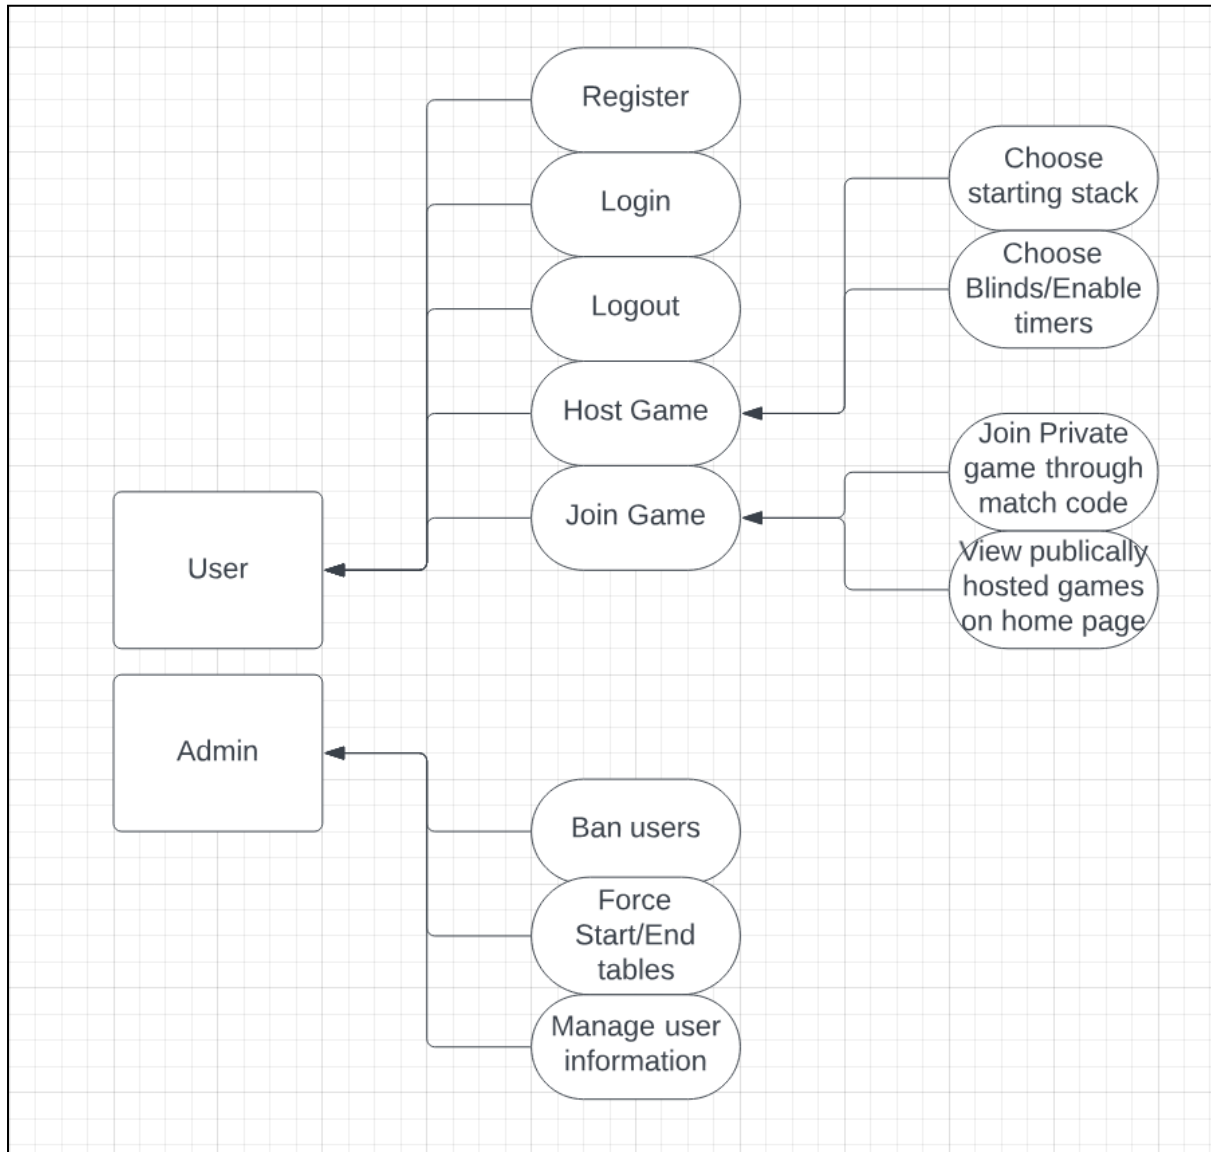 Register
Login
Logout
Host Game
Join Game
Choose
starting stack
Choose
Blinds/Enable
timers
Join Private
game through
match code
View publically
hosted games
on home page
User
Admin
Ban users
Force
Start/End
tables
Manage user
information